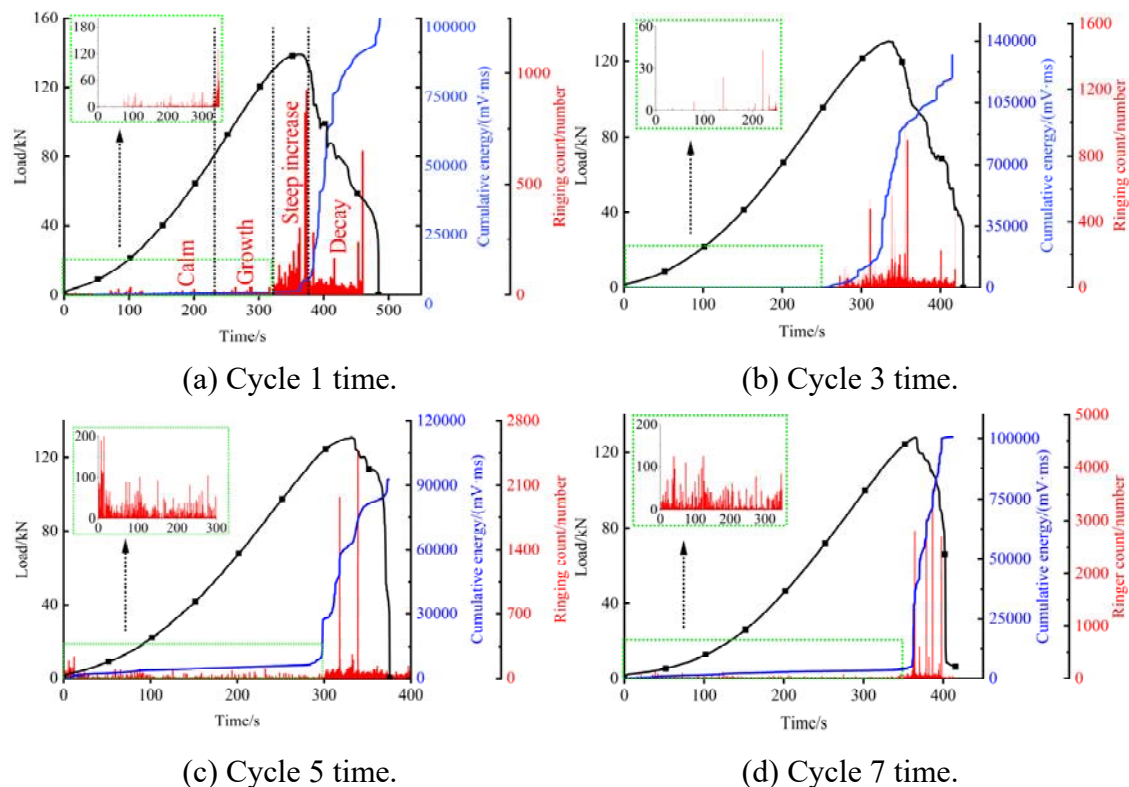 160
120
80
40
0
Load/kN
180
120
60
0
0 100 200 300
Calm
Growth
Steep increase
Decay
0 100 200 300 400 500
Time/s
100000
75000
50000
25000
0
Cumulative energy/(mV·ms)
1000
500
0
Ringing count/number
(a) Cycle 1 time.
120
80
40
0
Load/kN
60
30
0
0 100 200
0 100 200 300 400
Time/s
140000
105000
70000
35000
0
Cumulative energy/(mV·ms)
1600
1200
800
400
0
Ringing count/number
(b) Cycle 3 time.
120
80
40
0
Load/kN
200
100
0
0 100 200 300
0 100 200 300 400
Time/s
120000
90000
60000
30000
0
Cumulative energy/(mV·ms)
2800
2100
1400
700
0
Ringing count/number
(c) Cycle 5 time.
120
80
40
0
Load/kN
200
100
0
0 100 200 300
0 100 200 300 400
Time/s
100000
75000
50000
25000
0
Cumulative energy/(mV·ms)
5000
4000
3000
2000
1000
0
Ringer count/number
(d) Cycle 7 time.